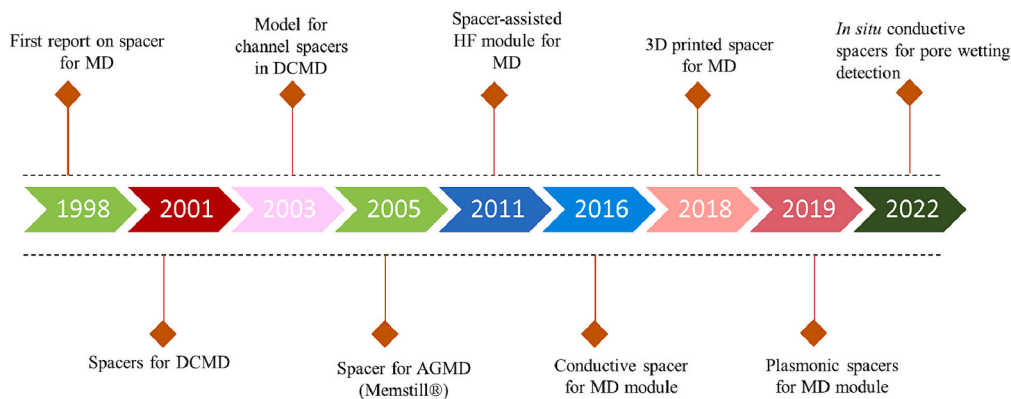 First report on spacer
for MD
Model for
channel spacers
in DCMD
Spacer-assisted
HF module for
MD
3D printed spacer
for MD
In situ conductive
spacers for pore wetting
detection
1998
2001
2003
2005
2011
2016
2018
2019
2022
Spacers for DCMD
Spacer for AGMD
(Memstill®)
Conductive spacer
for MD module
Plasmonic spacers
for MD module